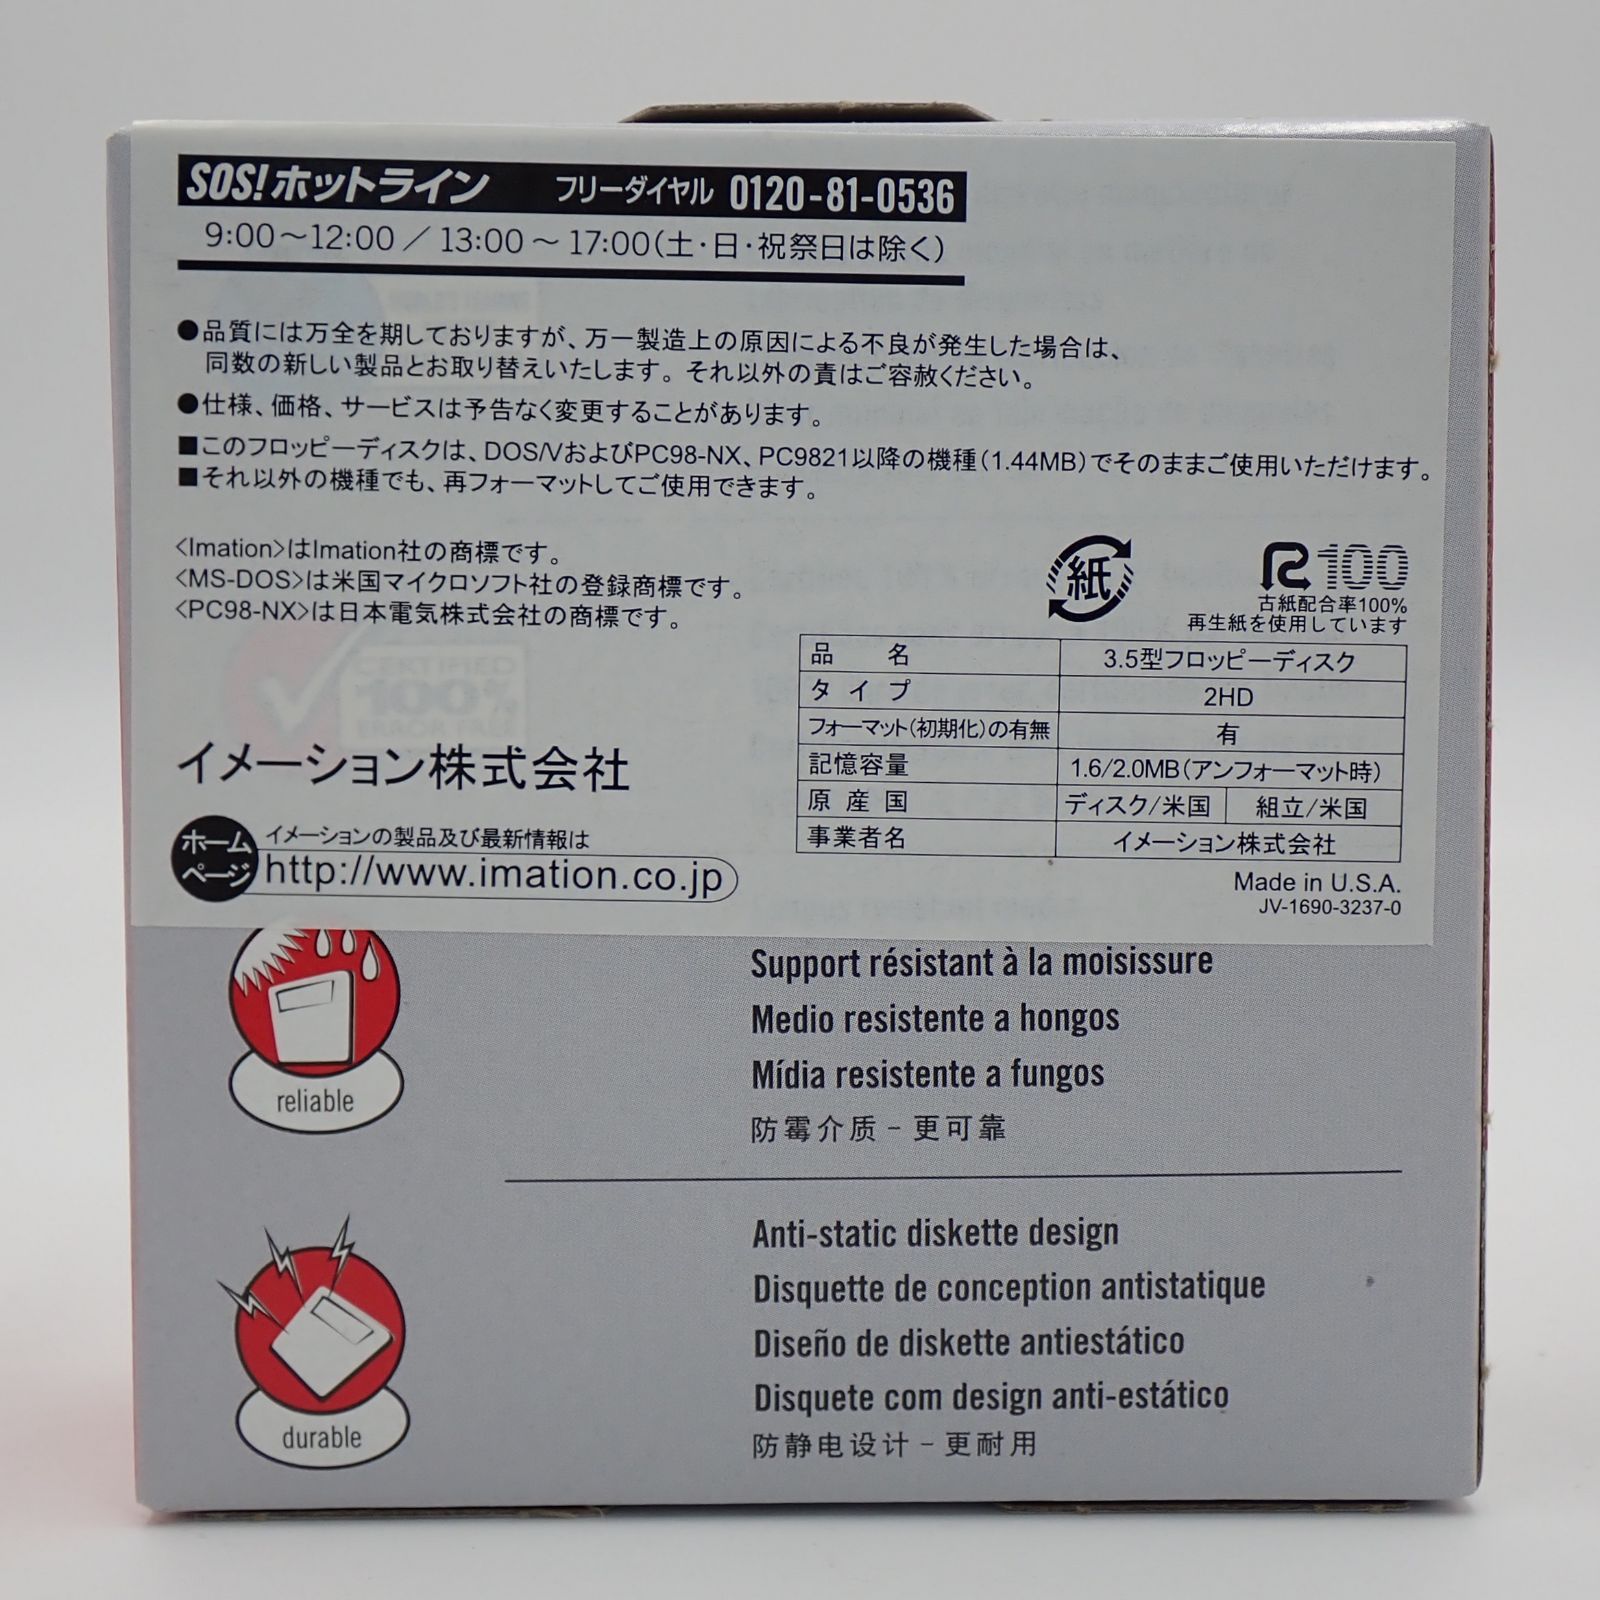 SOS!ホットライン フリーダイヤル 0120-81-0536
9:00～12:00／13:00～17:00(土・日・祝祭日は除く)
●品質には万全を期しておりますが、万一製造上の原因による不良が発生した場合は、
同数の新しい製品とお取り替えいたします。それ以外の責はご容赦ください。
●仕様、価格、サービスは予告なく変更することがあります。
■このフロッピーディスクは、DOS/VおよびPC98-NX、PC9821以降の機種(1.44MB)でそのままご使用いただけます。
■それ以外の機種でも、再フォーマットしてご使用できます。
<Imation>はImation社の商標です。
<MS-DOS>は米国マイクロソフト社の登録商標です。
<PC98-NX>は日本電気株式会社の商標です。
紙
R100
古紙配合率100%
再生紙を使用しています
品名 3.5型フロッピーディスク
タイプ 2HD
フォーマット(初期化)の有無 有
記憶容量 1.6/2.0MB(アンフォーマット時)
原産国 ディスク/米国 組立/米国
事業者名 イメーション株式会社
Made in U.S.A.
JV-1690-3237-0
イメーション株式会社
ホームページ
イメーションの製品及び最新情報は
http://www.imation.co.jp
CERTIFIED
100%
ERROR FREE
reliable
Support résistant à la moisissure
Medio resistente a hongos
Mídia resistente a fungos
防霉介质 - 更可靠
durable
Anti-static diskette design
Disquette de conception antistatique
Diseño de diskette antiestático
Disquete com design anti-estático
防静电设计 - 更耐用